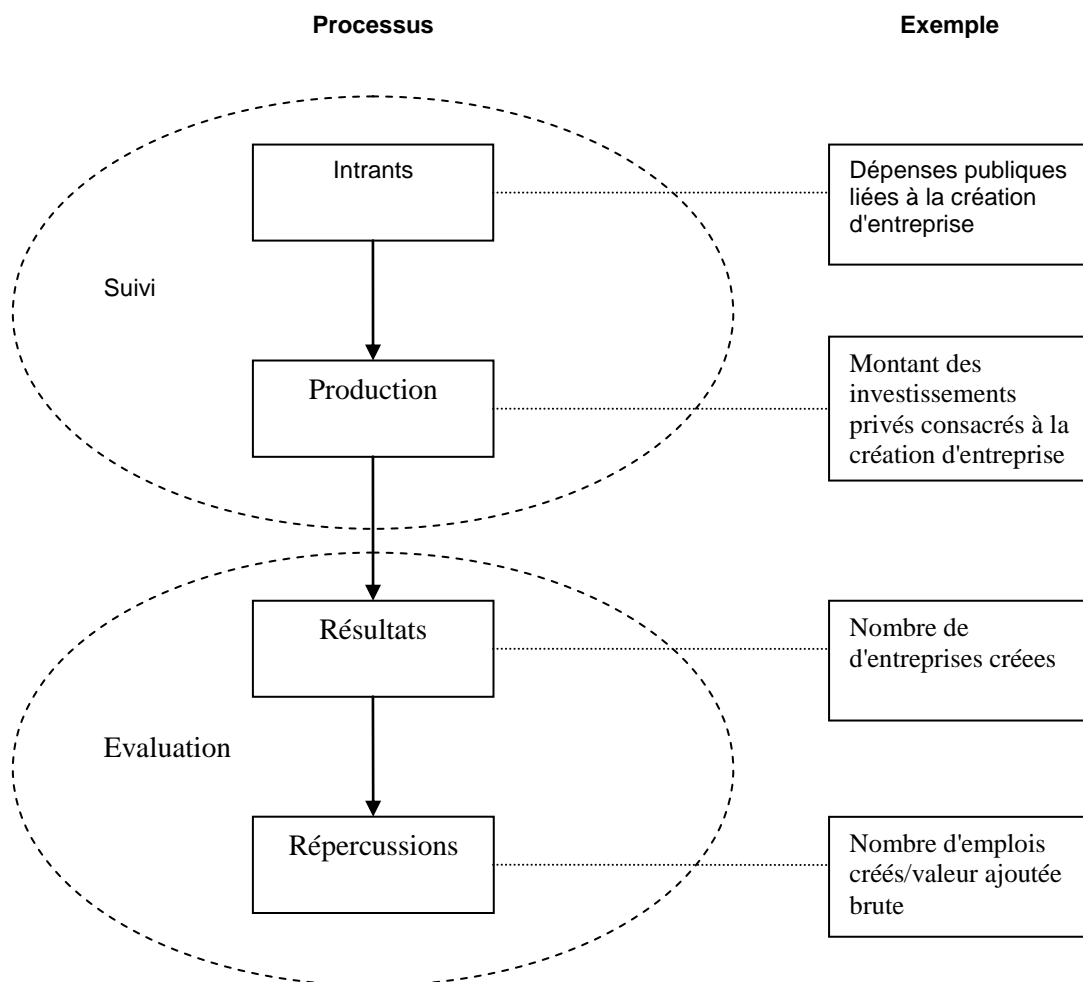 Processus
Exemple
Intrants
Dépenses publiques
liées à la création
d'entreprise
Suivi
Production
Montant des
investissements
privés consacrés à la
création d'entreprise
Résultats
Nombre de
d'entreprises créees
Evaluation
Répercussions
Nombre d'emplois
créés/valeur ajoutée
brute